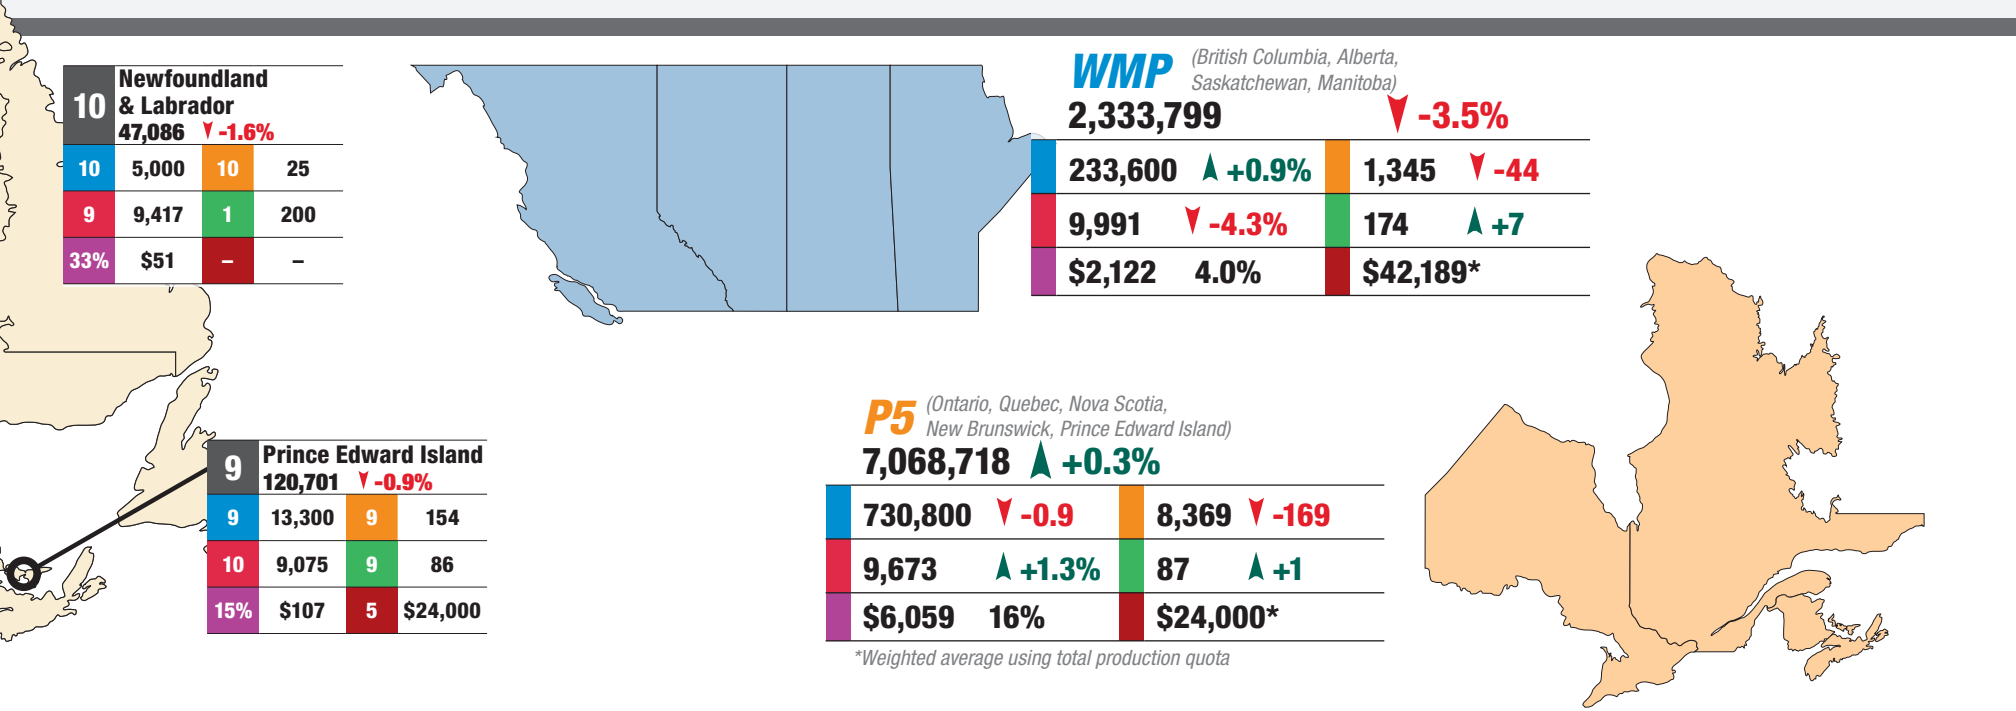 10 Newfoundland
& Labrador
47,086 -1.6%
10 5,000 10 25
9 9,417 1 200
33% $51 – –
WMP (British Columbia, Alberta,
Saskatchewan, Manitoba)
2,333,799 -3.5%
233,600 +0.9% 1,345 -44
9,991 -4.3% 174 +7
$2,122 4.0% $42,189*
9 Prince Edward Island
120,701 -0.9%
9 13,300 9 154
10 9,075 9 86
15% $107 5 $24,000
P5 (Ontario, Quebec, Nova Scotia,
New Brunswick, Prince Edward Island)
7,068,718 +0.3%
730,800 -0.9 8,369 -169
9,673 +1.3% 87 +1
$6,059 16% $24,000*
*Weighted average using total production quota